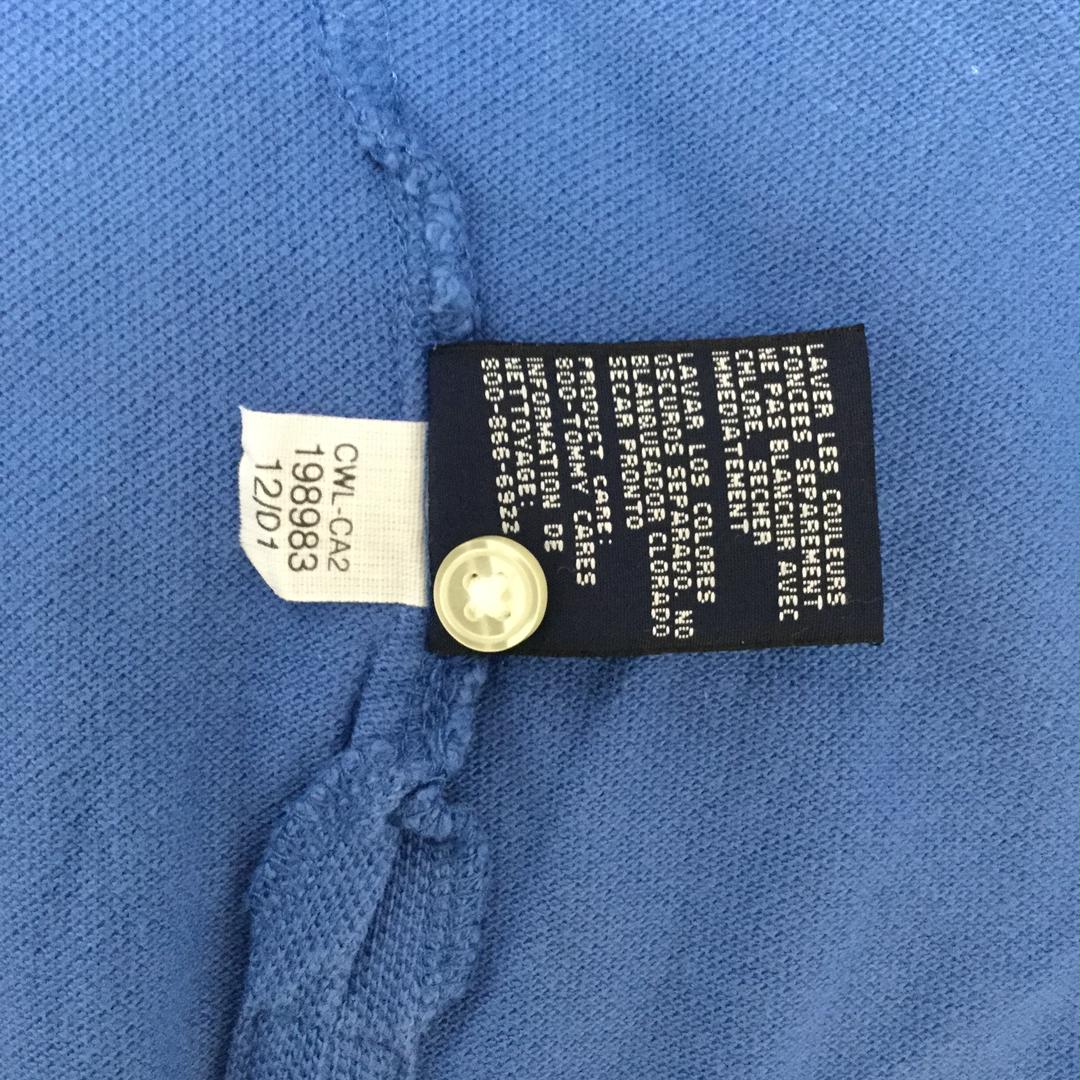 LAVER LES COULEURS
FONCEES SEPAREMENT
NE PAS BLANCHIR AVEC
CHLORE. SECHER
IMMEDIATEMENT
LAVAR LOS COLORES
OSCUROS SEPARADO. NO
BLANQUEADOR CLORADO
SECAR PRONTO
PRODUCT CARE:
800-TOMMY CARES
INFORMATION DE
NETTOYAGE:
800-866-6922
CWL-CA2
198983
12/01